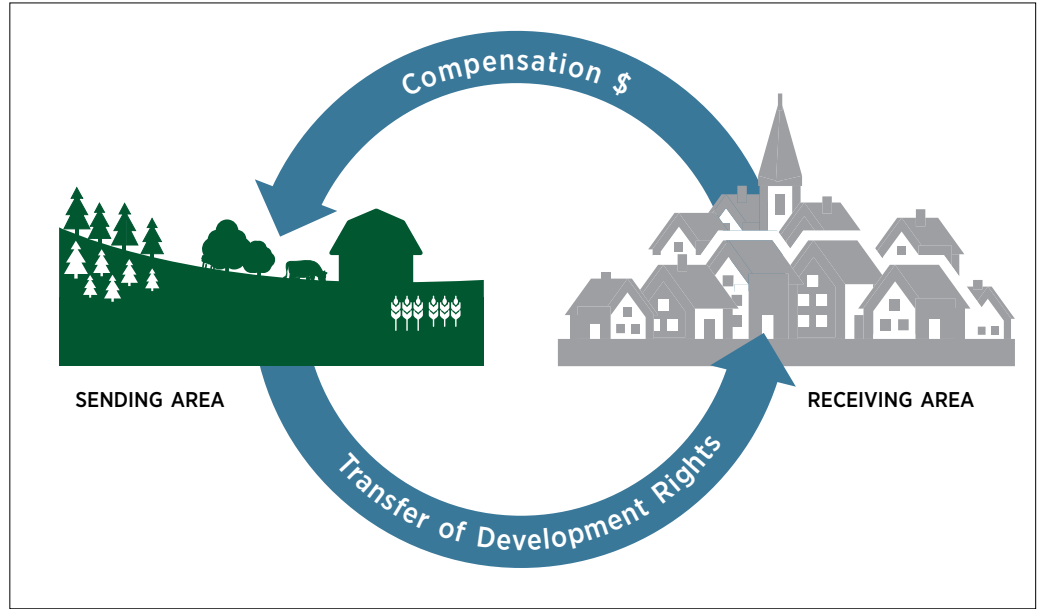 Compensation $
SENDING AREA
RECEIVING AREA
Transfer of Development Rights